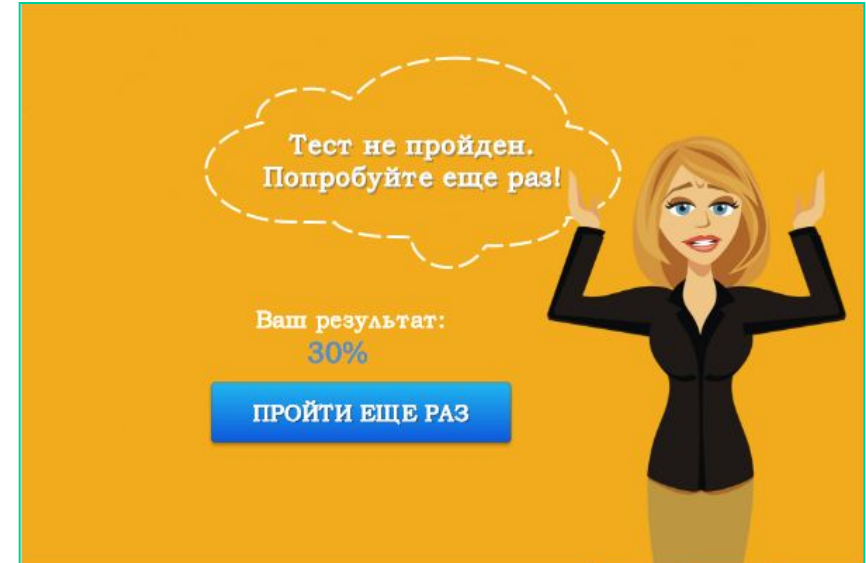 Тест не пройден.
Попробуйте еще раз!
Ваш результат:
30%
ПРОЙТИ ЕЩЕ РАЗ